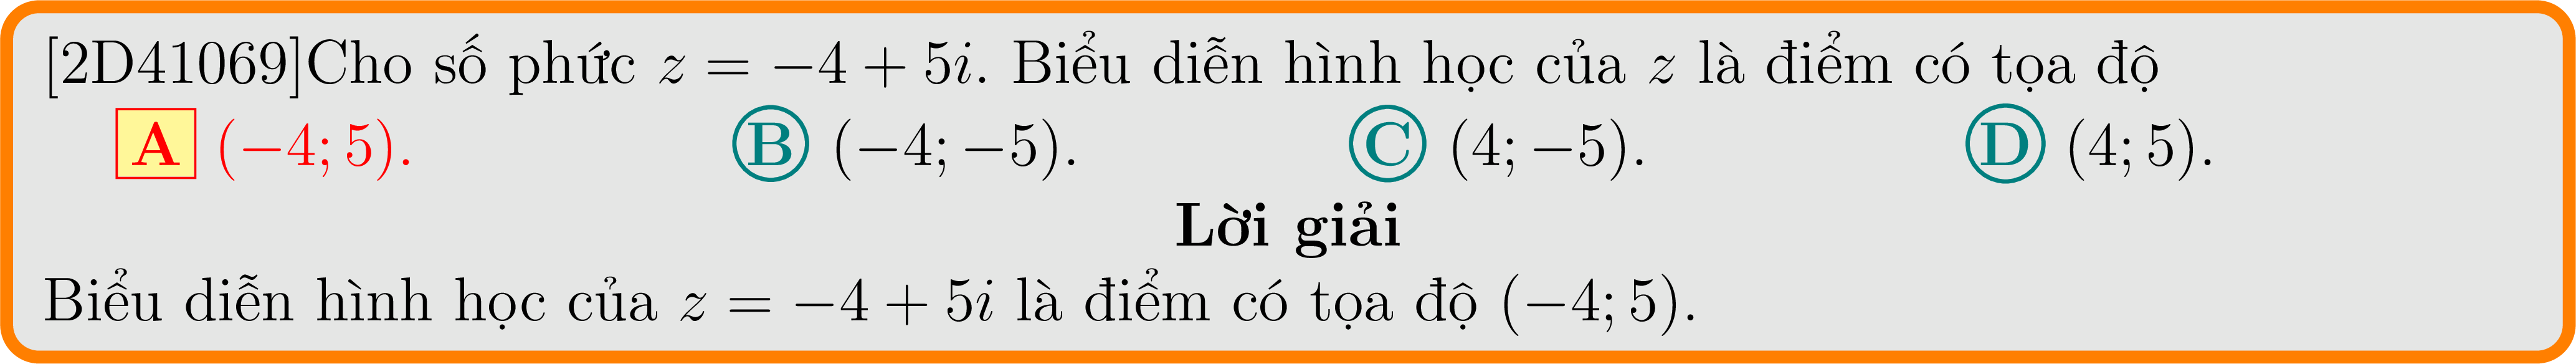 [2D41069]Cho số phức z = −4 + 5i. Biểu diễn hình học của z là điểm có tọa độ
A (−4; 5). B (−4; −5). C (4; −5). D (4; 5).
Lời giải
Biểu diễn hình học của z = −4 + 5i là điểm có tọa độ (−4; 5).